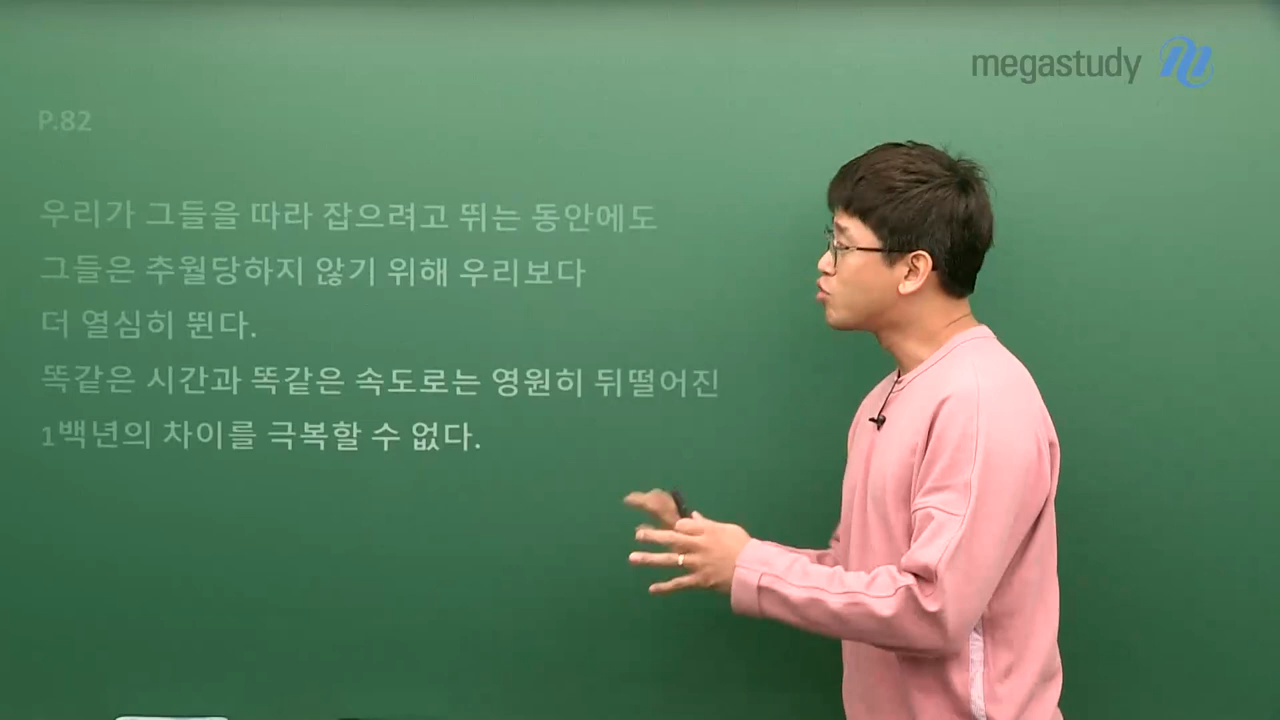 megastudy
P.82
우리가 그들을 따라 잡으려고 뛰는 동안에도
그들은 추월당하지 않기 위해 우리보다
더 열심히 뛴다.
똑같은 시간과 똑같은 속도로는 영원히 뒤떨어진
1백년의 차이를 극복할 수 없다.